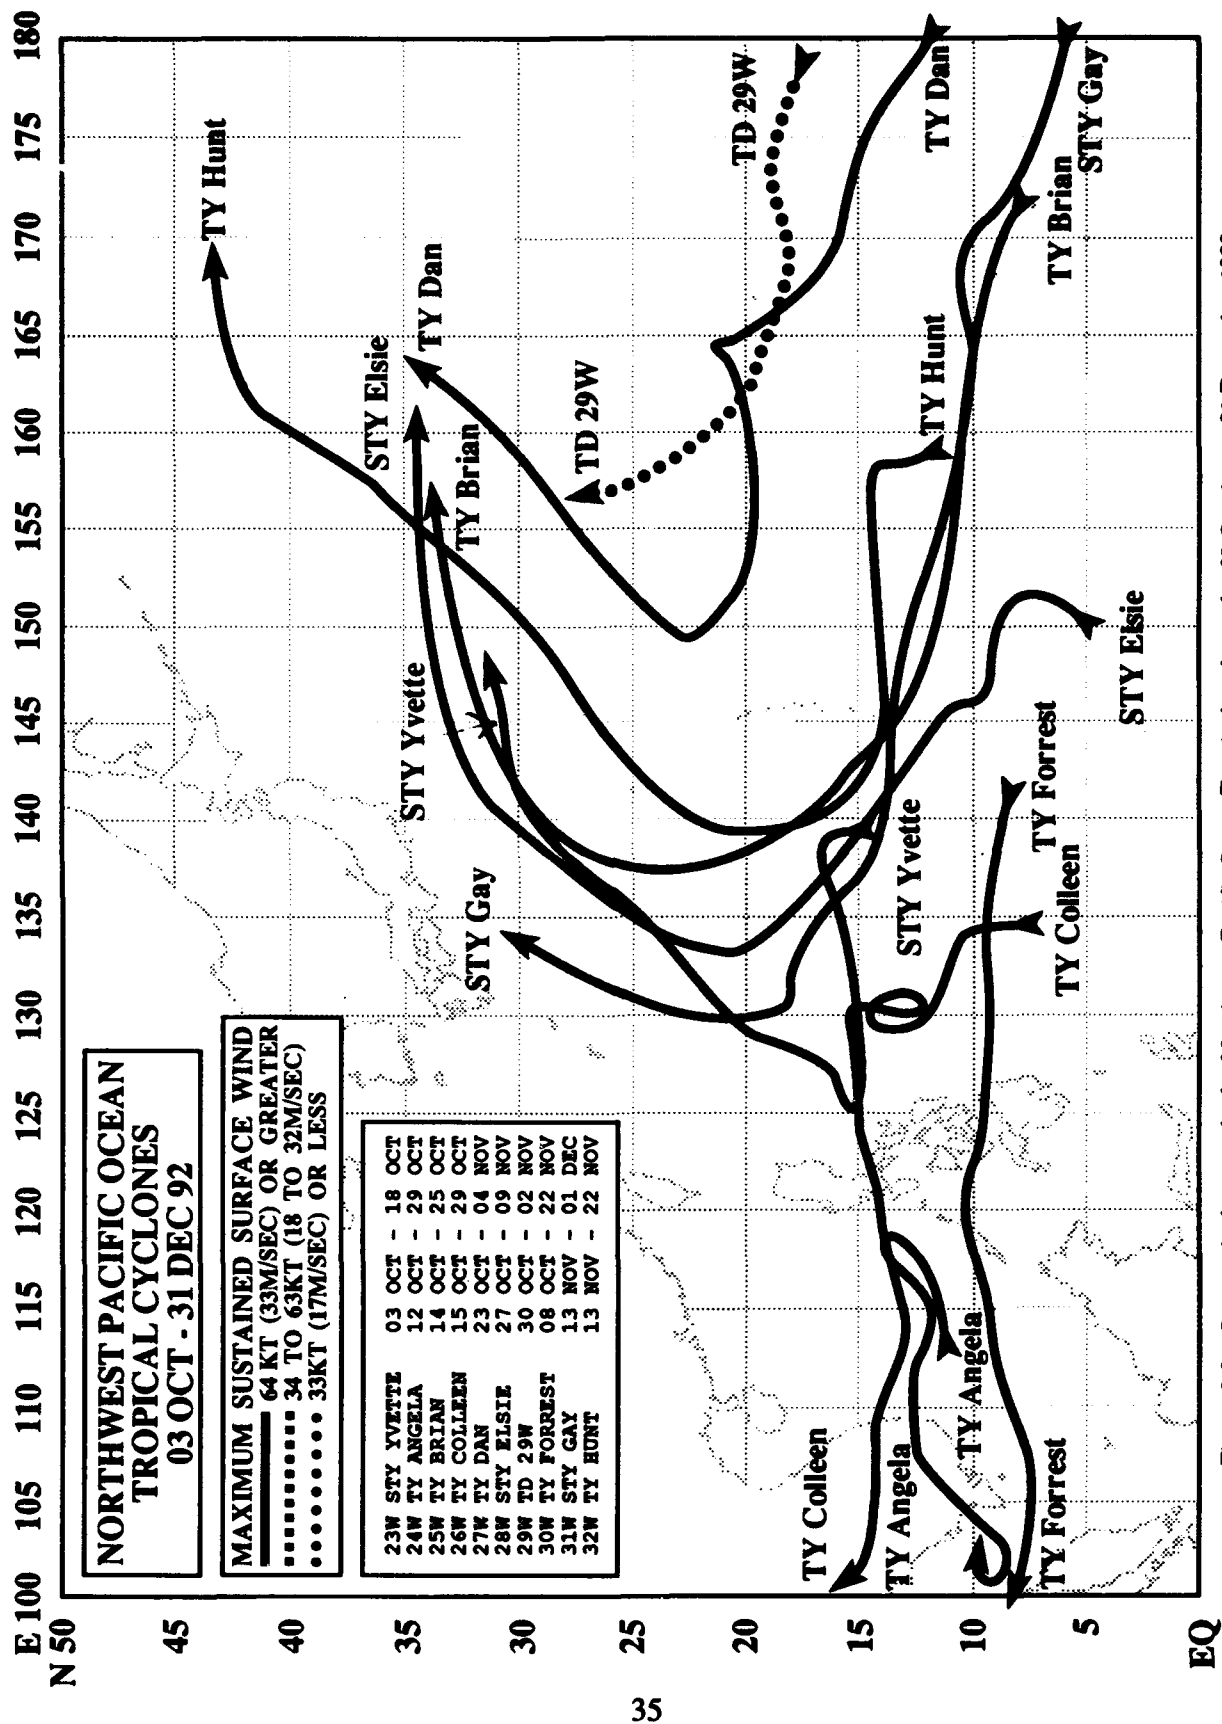 NORTHWEST PACIFIC OCEAN
TROPICAL CYCLONES
03 OCT - 31 DEC 92
MAXIMUM SUSTAINED SURFACE WIND
64 KT (33M/SEC) OR GREATER
34 TO 63KT (18 TO 32M/SEC)
33KT (17M/SEC) OR LESS
23W STY YVETTE 03 OCT - 18 OCT
24W TY ANGELA 12 OCT - 29 OCT
25W TY BRIAN 14 OCT - 25 OCT
26W TY COLLEEN 15 OCT - 29 OCT
27W TY DAN 23 OCT - 04 NOV
28W STY ELSIE 27 OCT - 09 NOV
29W TD 29W 30 OCT - 02 NOV
30W TY FORREST 08 OCT - 22 NOV
31W STY GAY 13 NOV - 01 DEC
32W TY HUNT 13 NOV - 22 NOV
E 100 105 110 115 120 125 130 135 140 145 150 155 160 165 170 175 180
N 50
45
40
35
30
25
20
15
10
5
EQ
TY Hunt
TY Dan
STY Elsie
TY Brian
STY Yvette
STY Gay
TD 29W
TD 29W
TY Dan
STY Gay
TY Brian
TY Hunt
STY Elsie
TY Forrest
TY Colleen
STY Yvette
TY Angela
TY Colleen
TY Angela
TY Forrest
35